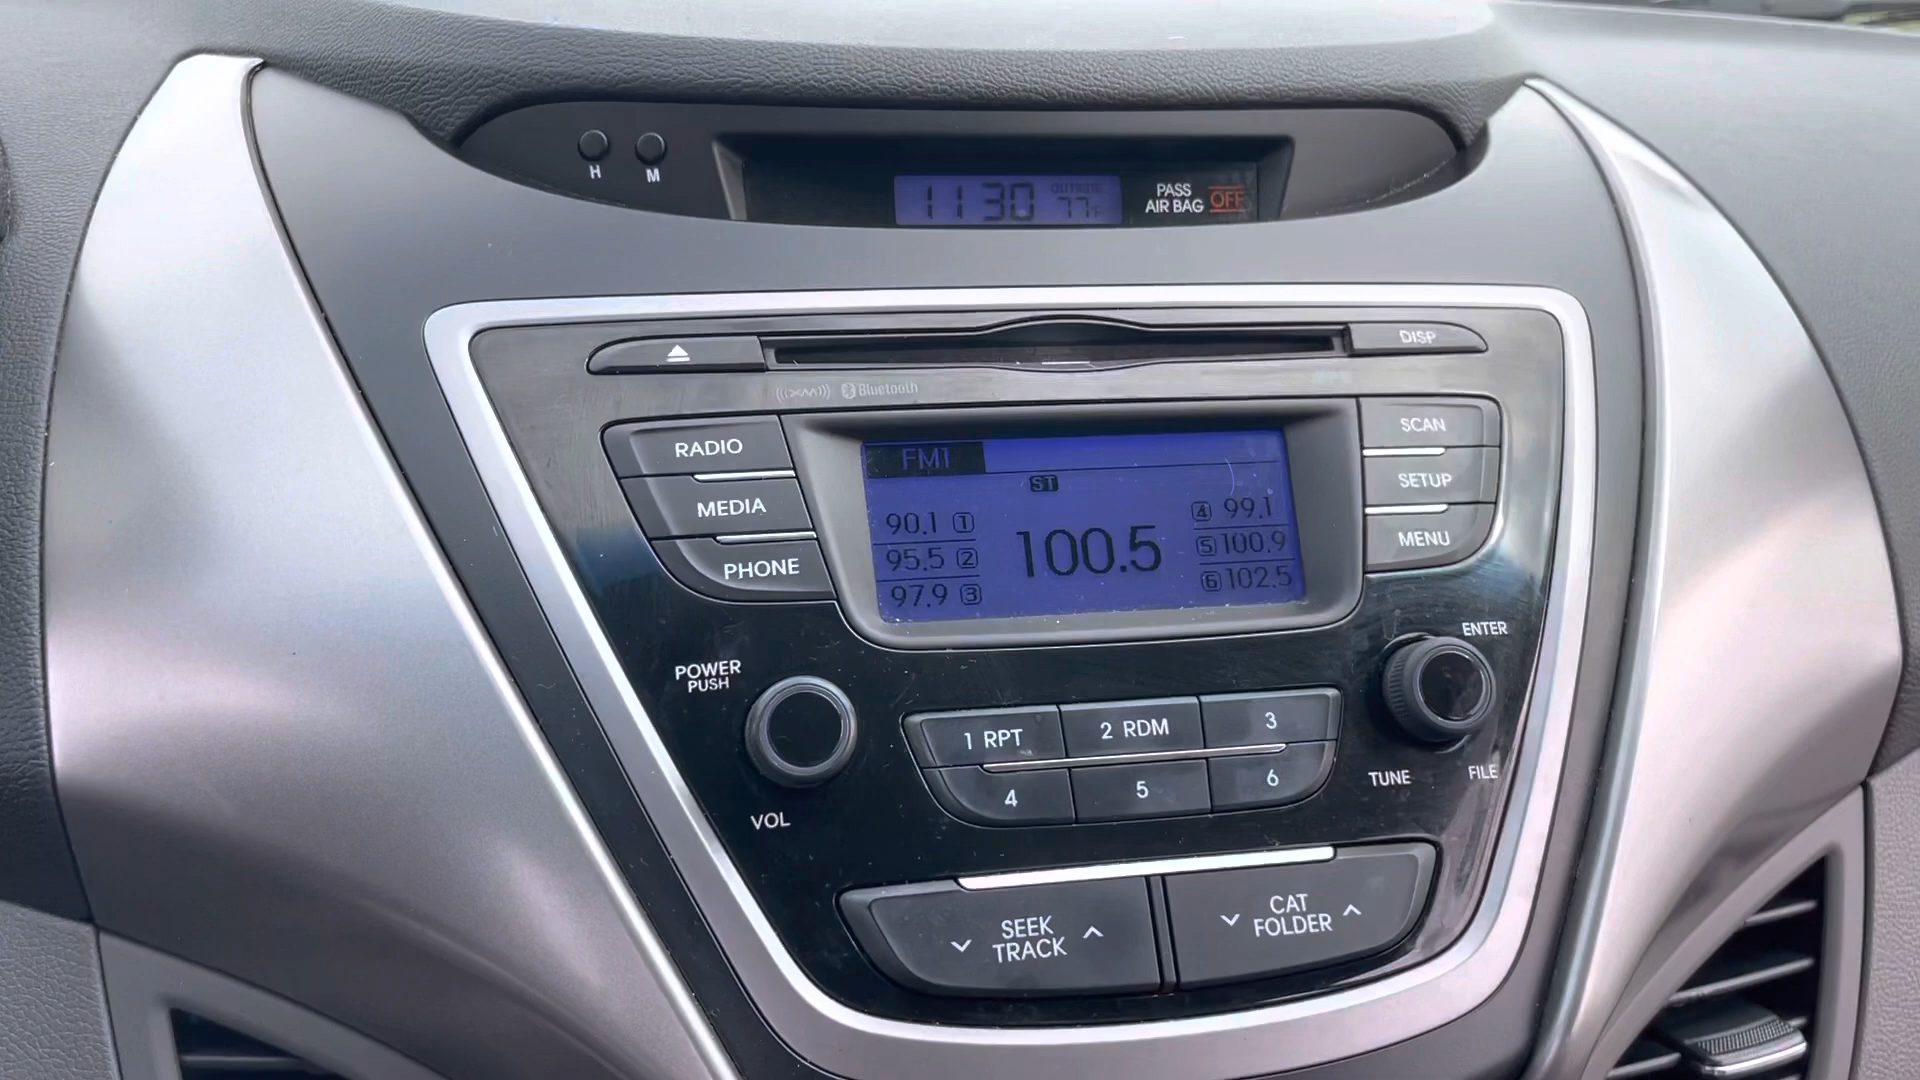 H M
11 30 OUTSIDE 77F
PASS
AIR BAG OFF
DISP
((XM)) Bluetooth
RADIO
MEDIA
PHONE
FM1
ST
90.1 1
95.5 2
97.9 3
100.5
4 99.1
5 100.9
6 102.5
SCAN
SETUP
MENU
POWER
PUSH
VOL
1 RPT
2 RDM
3
4
5
6
ENTER
TUNE
FILE
SEEK
TRACK
CAT
FOLDER